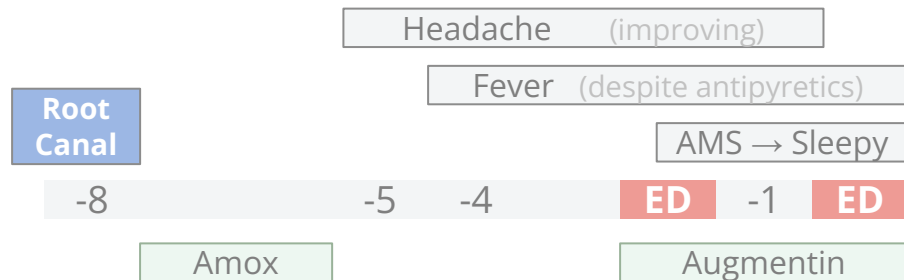 Headache (improving)
Fever (despite antipyretics)
Root
Canal
AMS → Sleepy
-8 -5 -4 ED -1 ED
Amox Augmentin